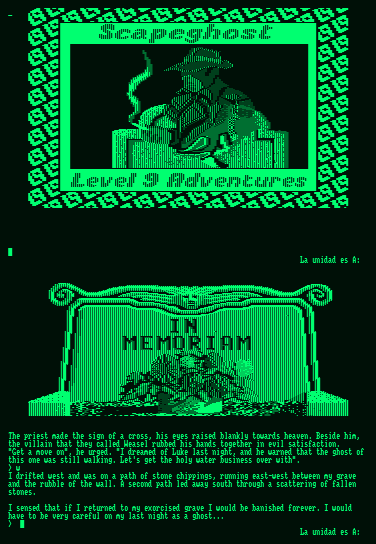 Scapeghost
Level 9 Adventures
La unidad es A:
IN
MEMORIAM
The priest made the sign of a cross, his eyes raised blankly towards heaven. Beside him,
the villain that they called Weasel rubbed his hands together in evil satisfaction.
"Get a move on", he urged. "I dreamed of Luke last night, and he warned that the ghost of
this one was still walking. Let's get the holy water business over with".
> w
I drifted west and was on a path of stone chippings, running east-west between my grave
and the rubble of the wall. A second path led away south through a scattering of fallen
stones.
I sensed that if I returned to my exorcised grave I would be banished forever. I would
have to be very careful on my last night as a ghost...
>
La unidad es A: